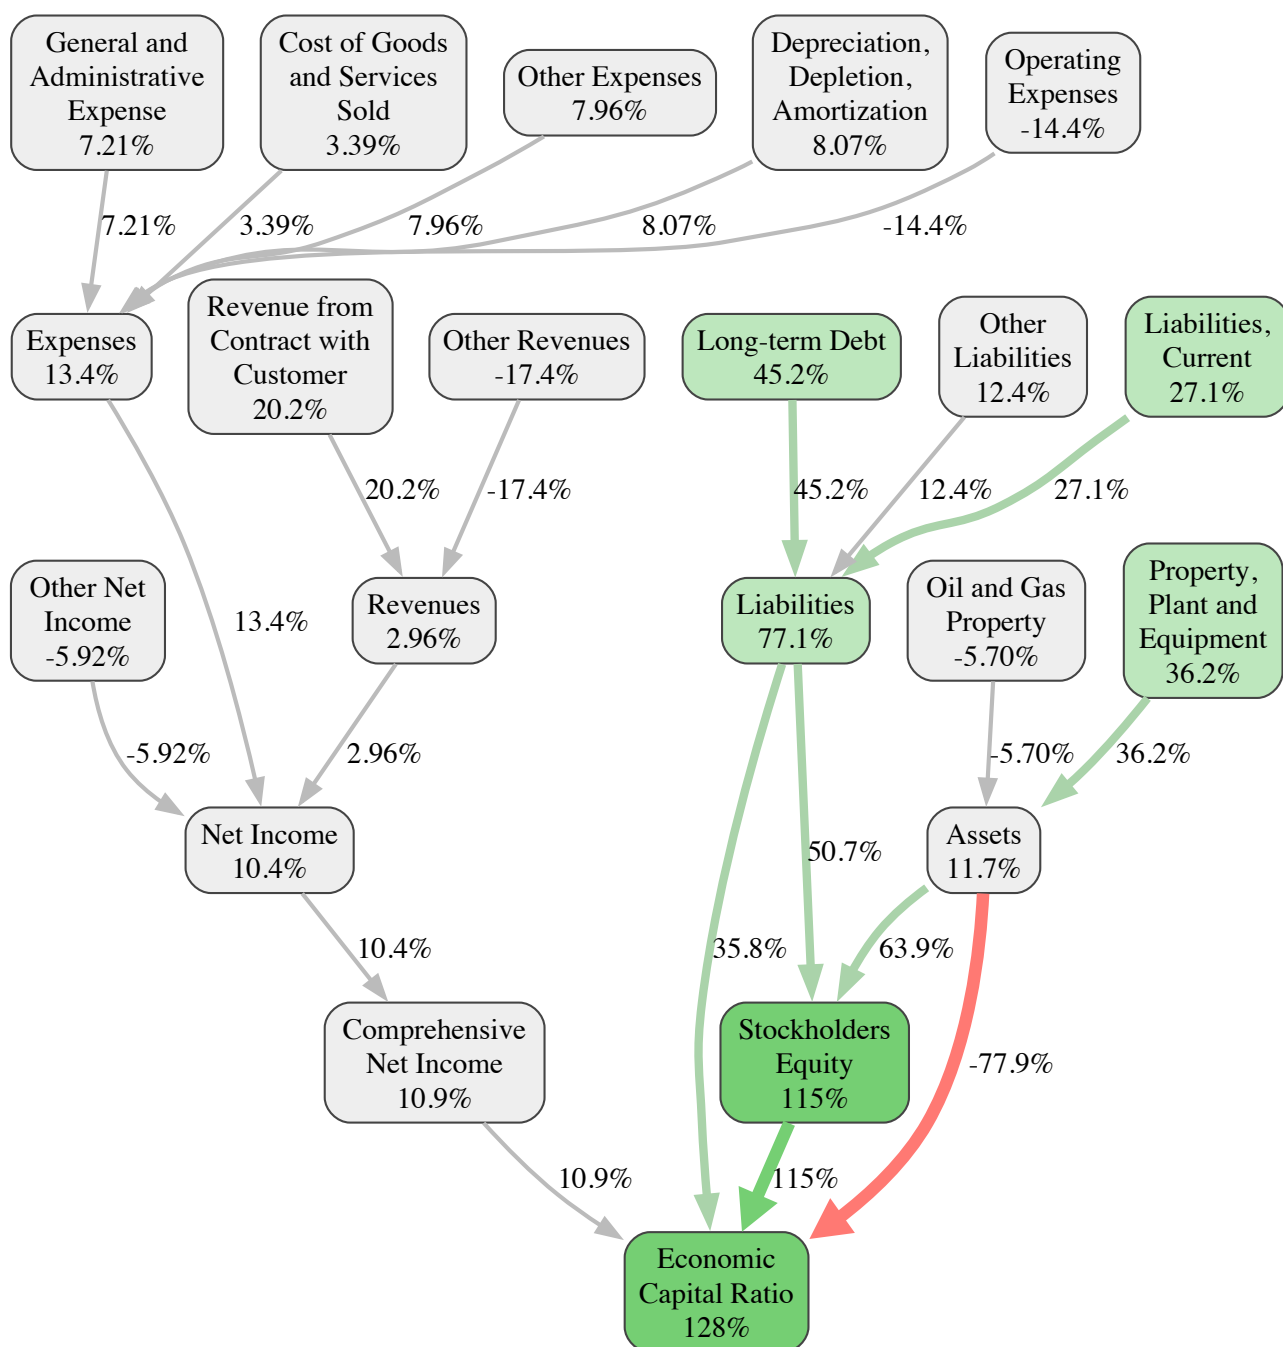 General and
Administrative
Expense
7.21%
Cost of Goods
and Services
Sold
3.39%
Other Expenses
7.96%
Depreciation,
Depletion,
Amortization
8.07%
Operating
Expenses
-14.4%
7.21%
3.39%
7.96%
8.07%
-14.4%
Expenses
13.4%
Revenue from
Contract with
Customer
20.2%
Other Revenues
-17.4%
Long-term Debt
45.2%
Other
Liabilities
12.4%
Liabilities,
Current
27.1%
20.2%
-17.4%
45.2%
12.4%
27.1%
Other Net
Income
-5.92%
13.4%
Revenues
2.96%
Liabilities
77.1%
Oil and Gas
Property
-5.70%
Property,
Plant and
Equipment
36.2%
-5.92%
2.96%
-5.70%
36.2%
Net Income
10.4%
50.7%
Assets
11.7%
10.4%
35.8%
63.9%
Comprehensive
Net Income
10.9%
Stockholders
Equity
115%
-77.9%
10.9%
115%
Economic
Capital Ratio
128%